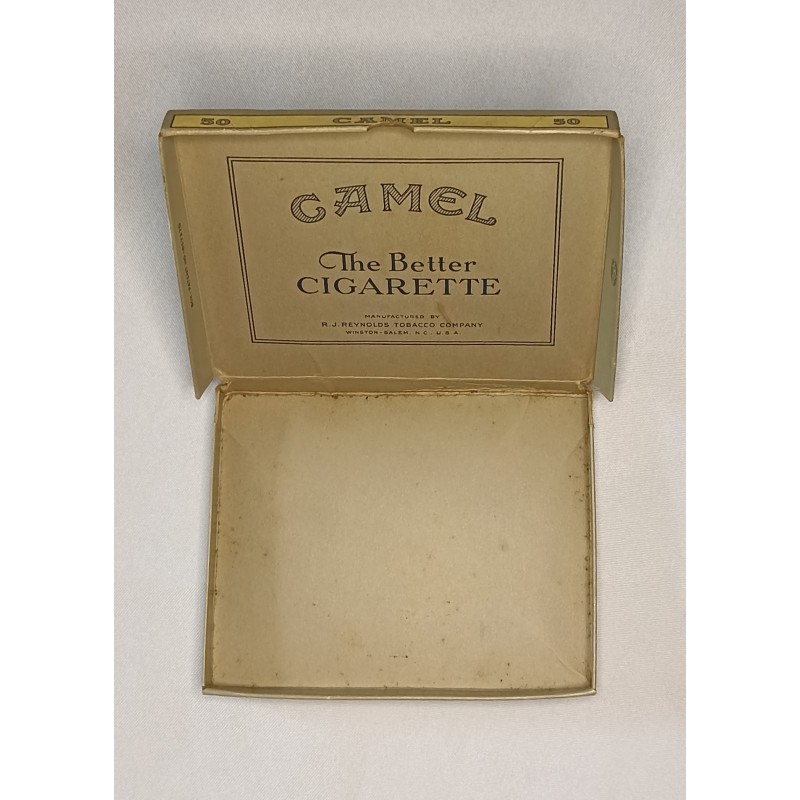 50 CAMEL 50
CAMEL
The Better
CIGARETTE
MANUFACTURED BY
R. J. REYNOLDS TOBACCO COMPANY
WINSTON-SALEM, N.C., U.S.A.